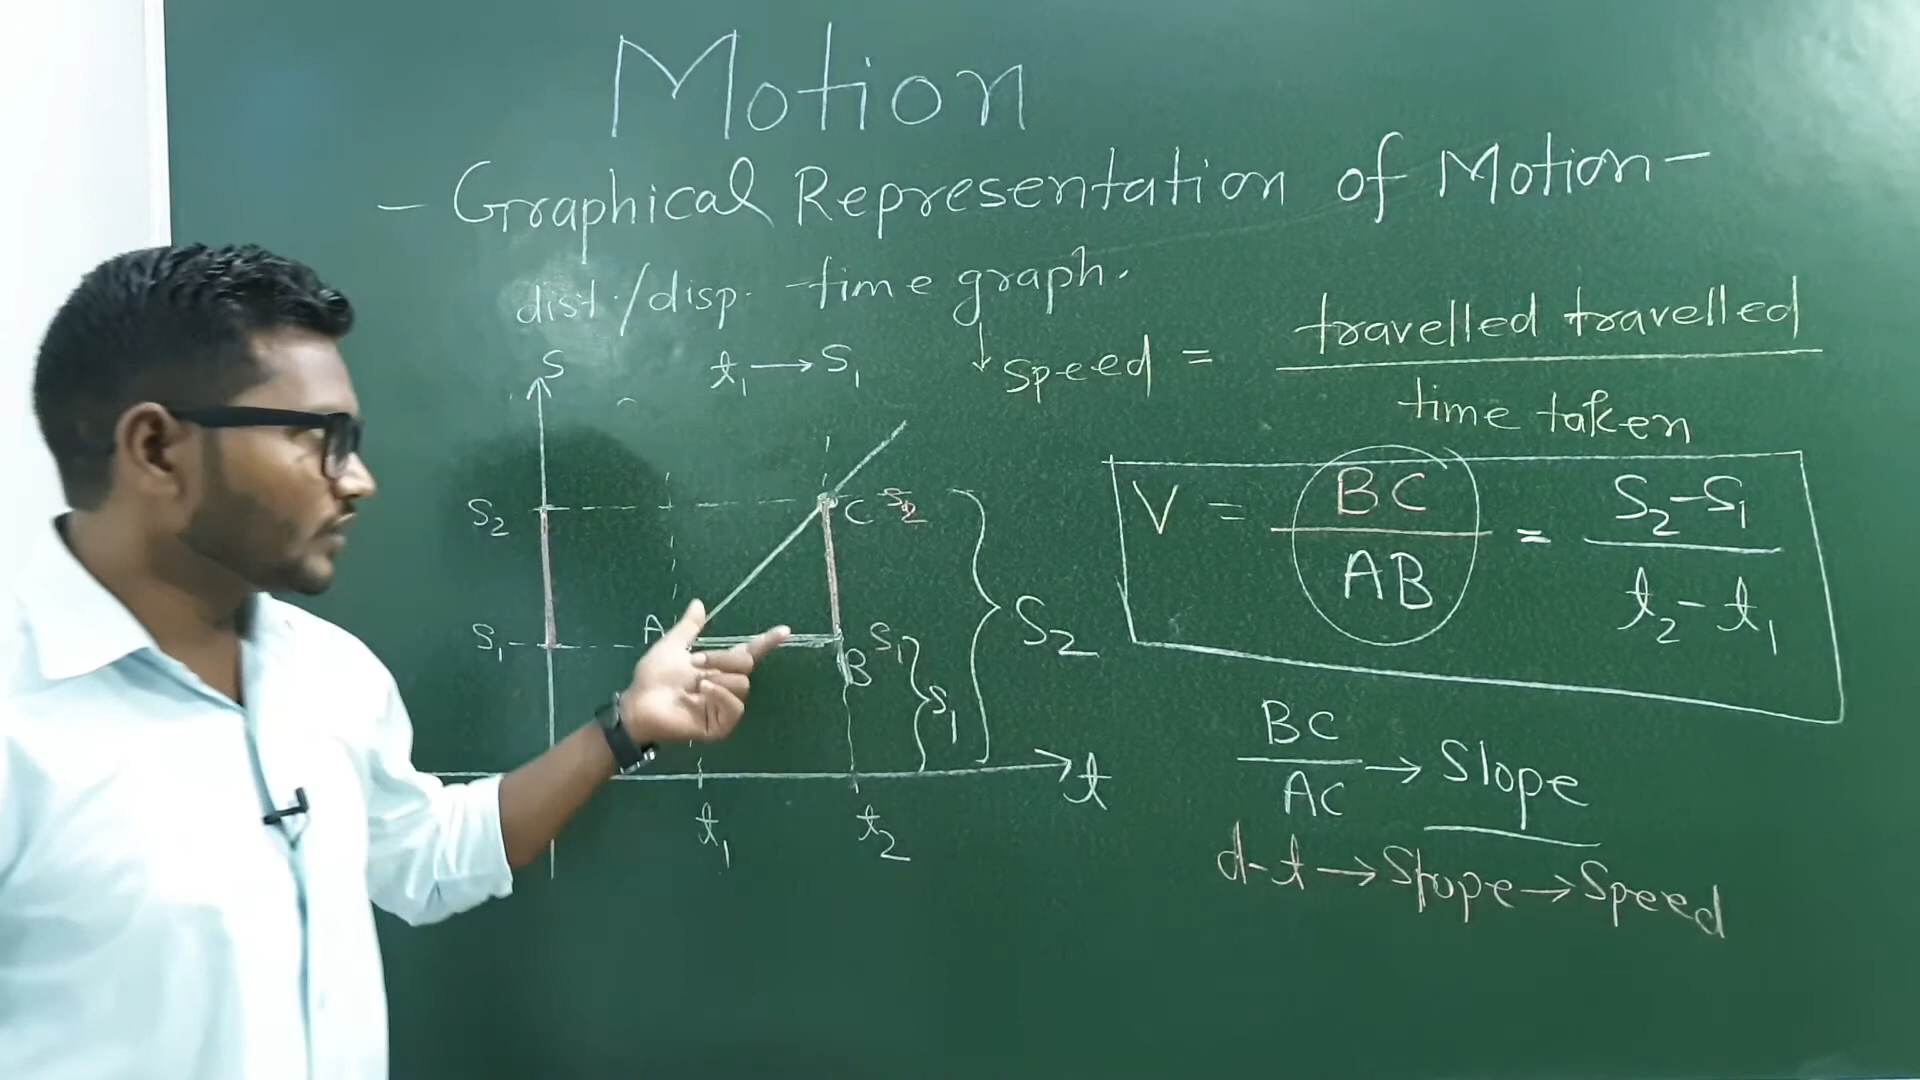 Motion
- Graphical Representation of Motion -
dist./disp. - time graph.
↓ Speed = travelled travelled
time taken
t₁ → S₁
S
S₂
C S₂
S₁
A
B S₁
S₁
S₂
t
t₁
t₂
V = BC / AB = S₂-S₁ / t₂-t₁
BC / AC → Slope
d-t → Slope → Speed